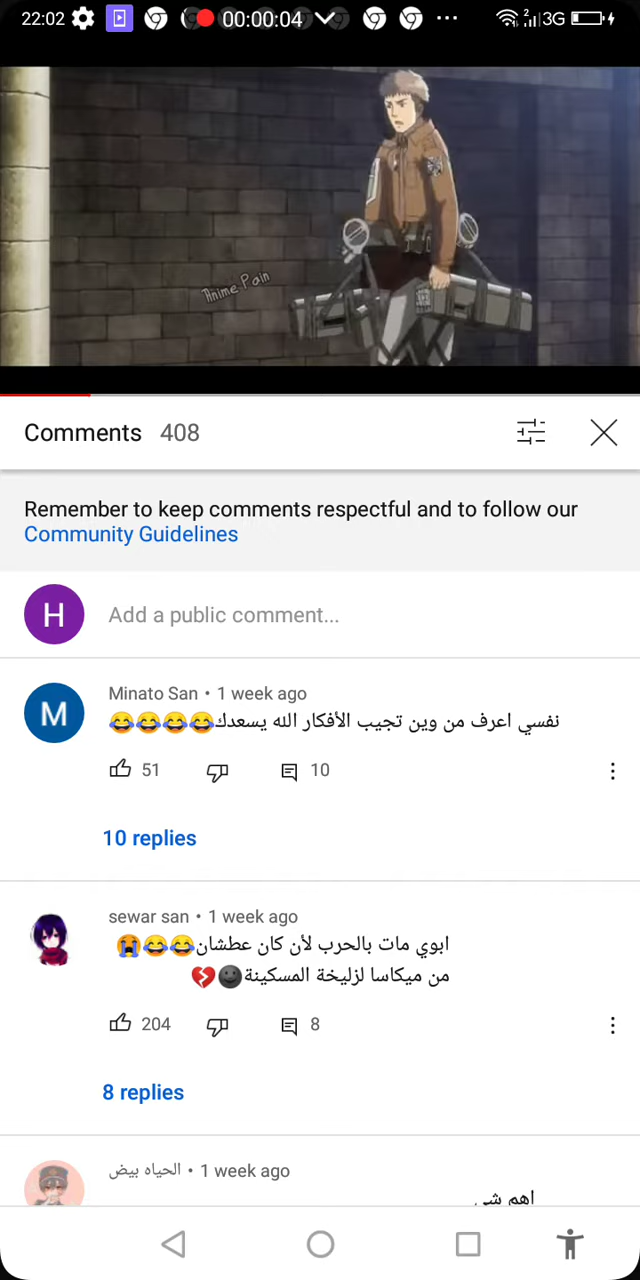 22:02 00:00:04 ... 2 3G
Anime Pain
Comments 408
Remember to keep comments respectful and to follow our
Community Guidelines
H Add a public comment...
M
Minato San • 1 week ago
نفسي اعرف من وين تجيب الأفكار الله يسعدك😂😂😂😂
51 10
10 replies
sewar san • 1 week ago
ابوي مات بالحرب لأن كان عطشان😂😂😭
من ميكاسا لزليخة المسكينة🌚💔
204 8
8 replies
الحياه بيض • 1 week ago
اهم شي